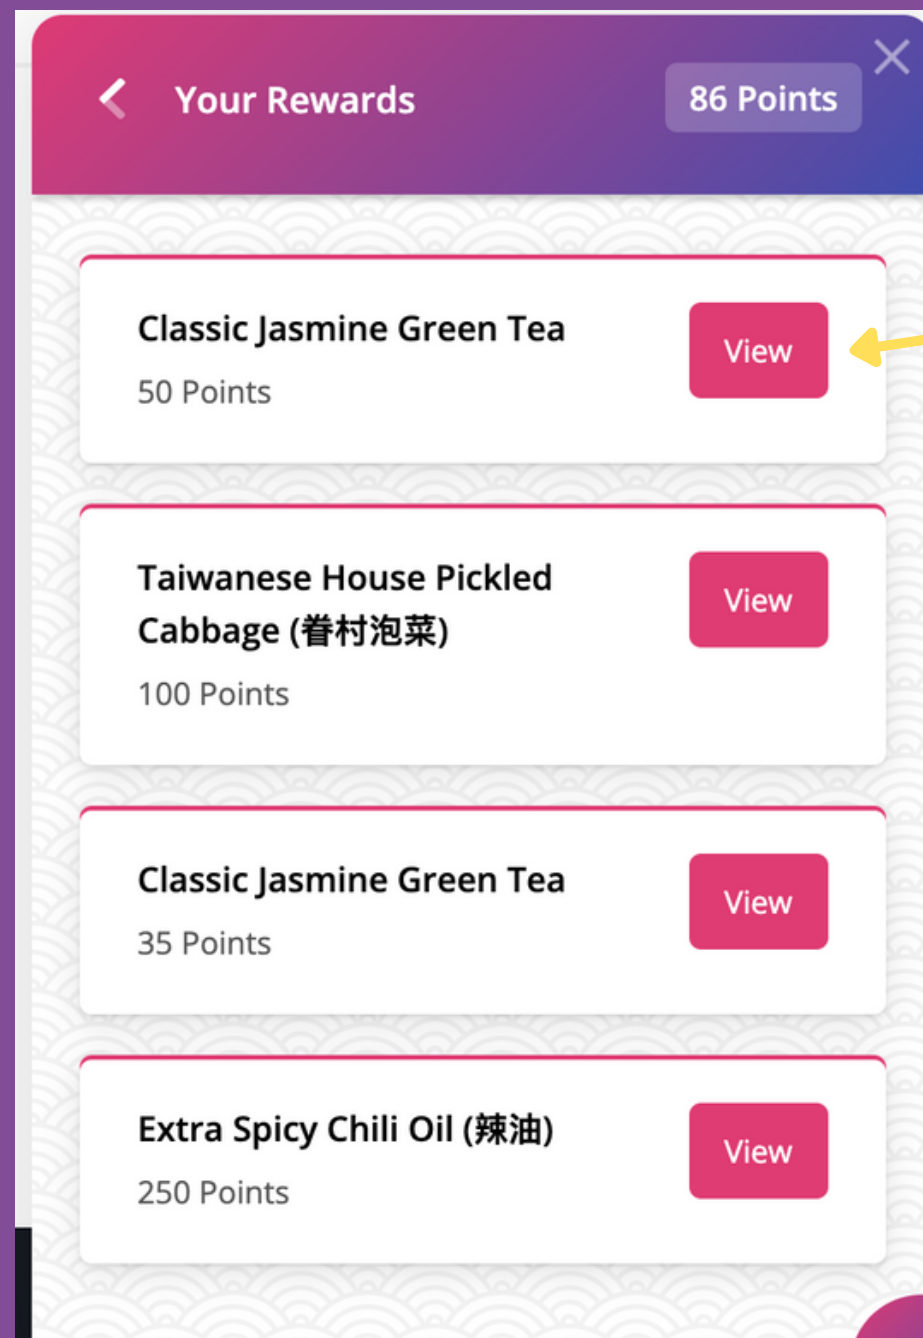 Your Rewards
86 Points
Classic Jasmine Green Tea
View
50 Points
Taiwanese House Pickled
Cabbage (眷村泡菜)
View
100 Points
Classic Jasmine Green Tea
View
35 Points
Extra Spicy Chili Oil (辣油)
View
250 Points